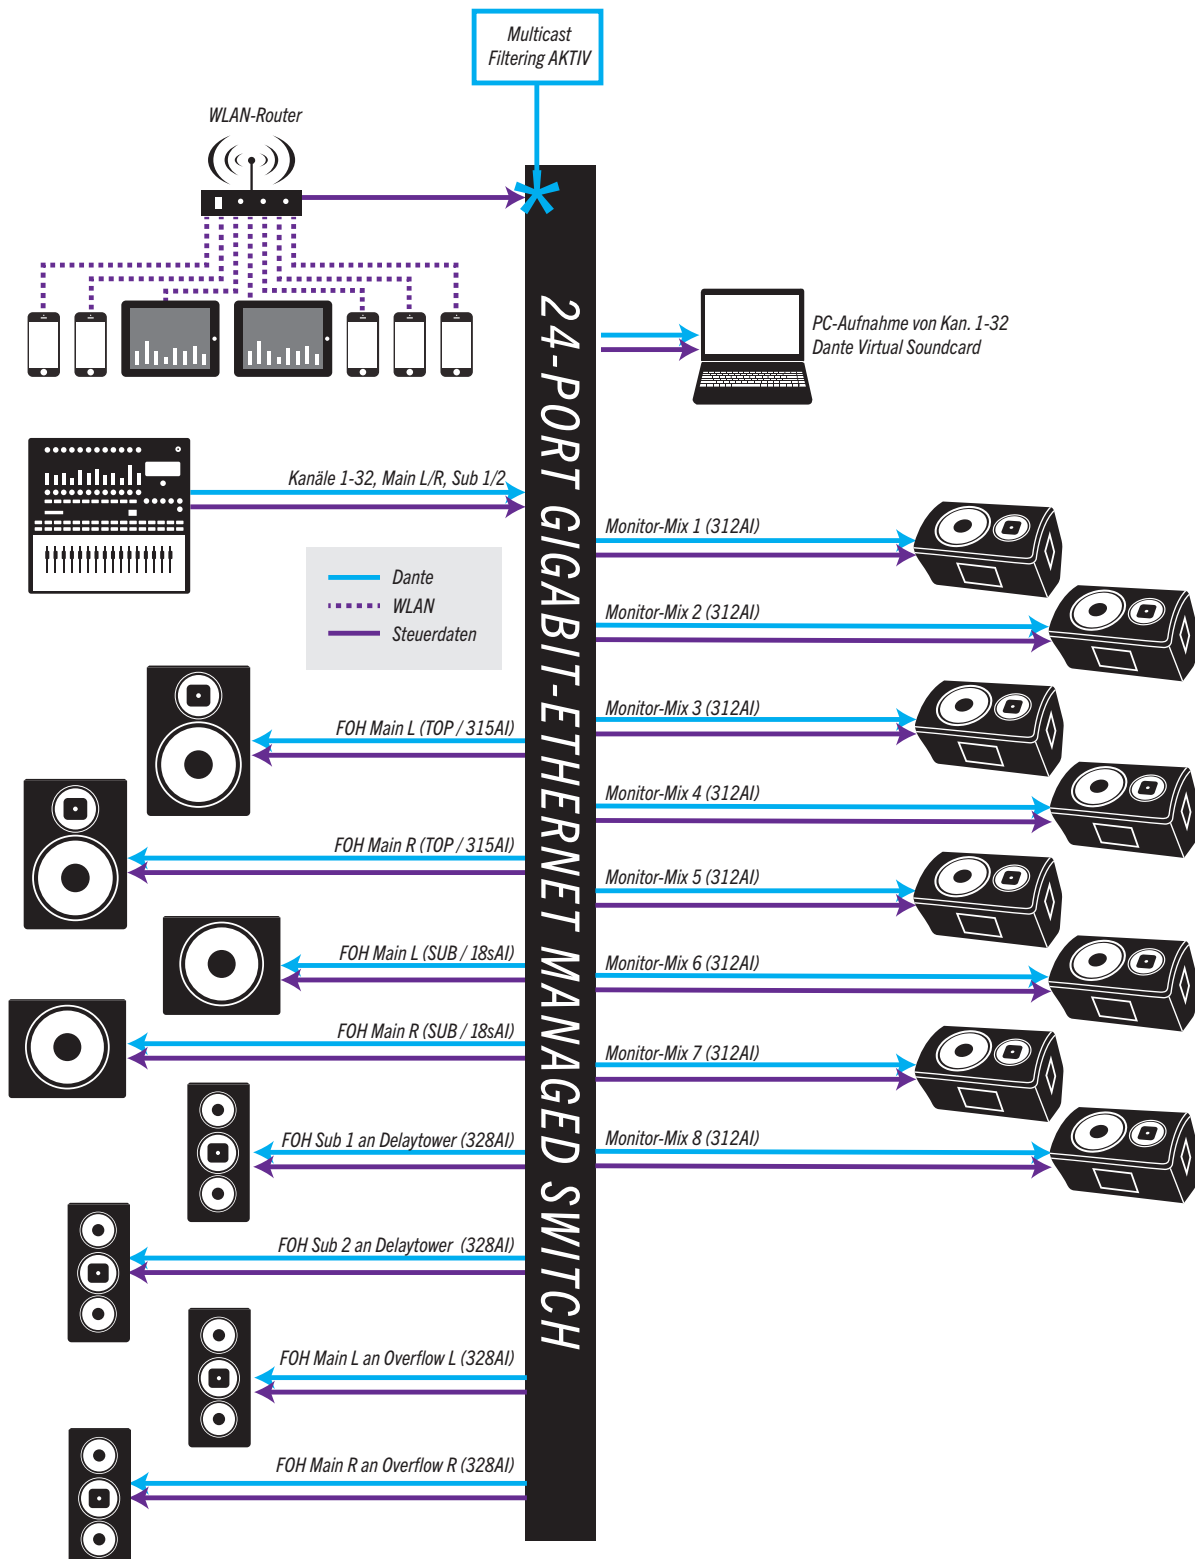 Multicast
Filtering AKTIV
WLAN-Router
PC-Aufnahme von Kan. 1-32
Dante Virtual Soundcard
24-PORT GIGABIT-ETHERNET MANAGED SWITCH
Kanäle 1-32, Main L/R, Sub 1/2
Dante
WLAN
Steuerdaten
Monitor-Mix 1 (312AI)
Monitor-Mix 2 (312AI)
Monitor-Mix 3 (312AI)
Monitor-Mix 4 (312AI)
Monitor-Mix 5 (312AI)
Monitor-Mix 6 (312AI)
Monitor-Mix 7 (312AI)
Monitor-Mix 8 (312AI)
FOH Main L (TOP / 315AI)
FOH Main R (TOP / 315AI)
FOH Main L (SUB / 18sAI)
FOH Main R (SUB / 18sAI)
FOH Sub 1 an Delaytower (328AI)
FOH Sub 2 an Delaytower (328AI)
FOH Main L an Overflow L (328AI)
FOH Main R an Overflow R (328AI)